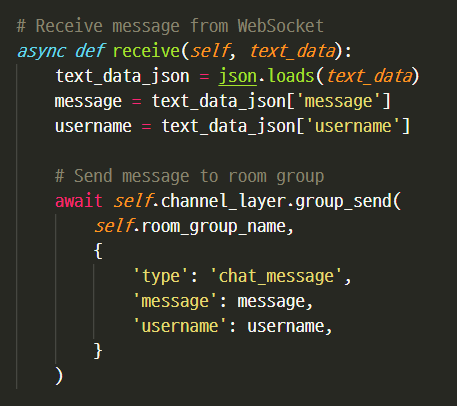 # Receive message from WebSocket
async def receive(self, text_data):
    text_data_json = json.loads(text_data)
    message = text_data_json['message']
    username = text_data_json['username']

    # Send message to room group
    await self.channel_layer.group_send(
        self.room_group_name,
        {
            'type': 'chat_message',
            'message': message,
            'username': username,
        }
    )